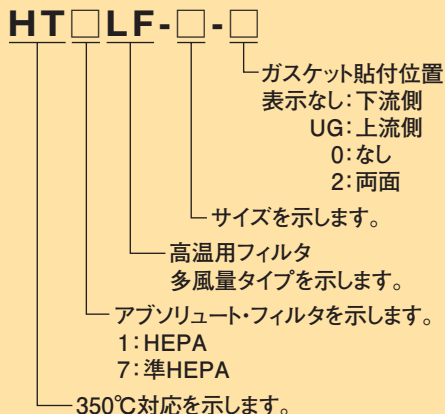 HT□LF-□-□
ガスケット貼付位置
表示なし：下流側
UG：上流側
0：なし
2：両面
サイズを示します。
高温用フィルタ
多風量タイプを示します。
アブソリュート・フィルタを示します。
1：HEPA
7：準HEPA
350℃対応を示します。